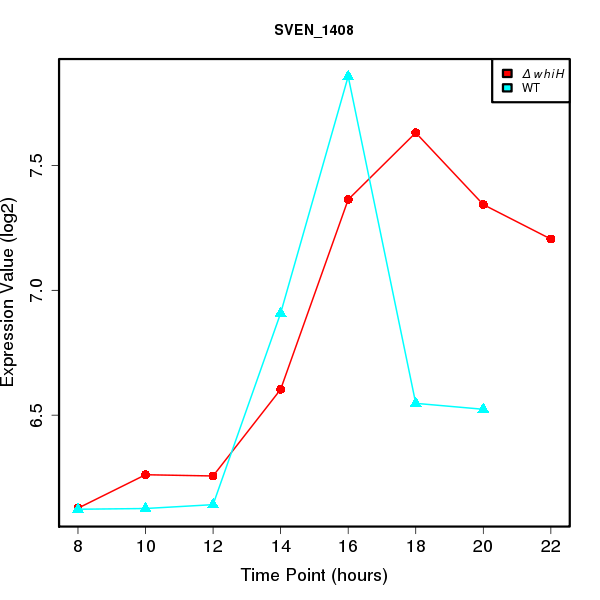 SVEN_1408
ΔwhiH
WT
Expression Value (log2)
7.5
7.0
6.5
8 10 12 14 16 18 20 22
Time Point (hours)